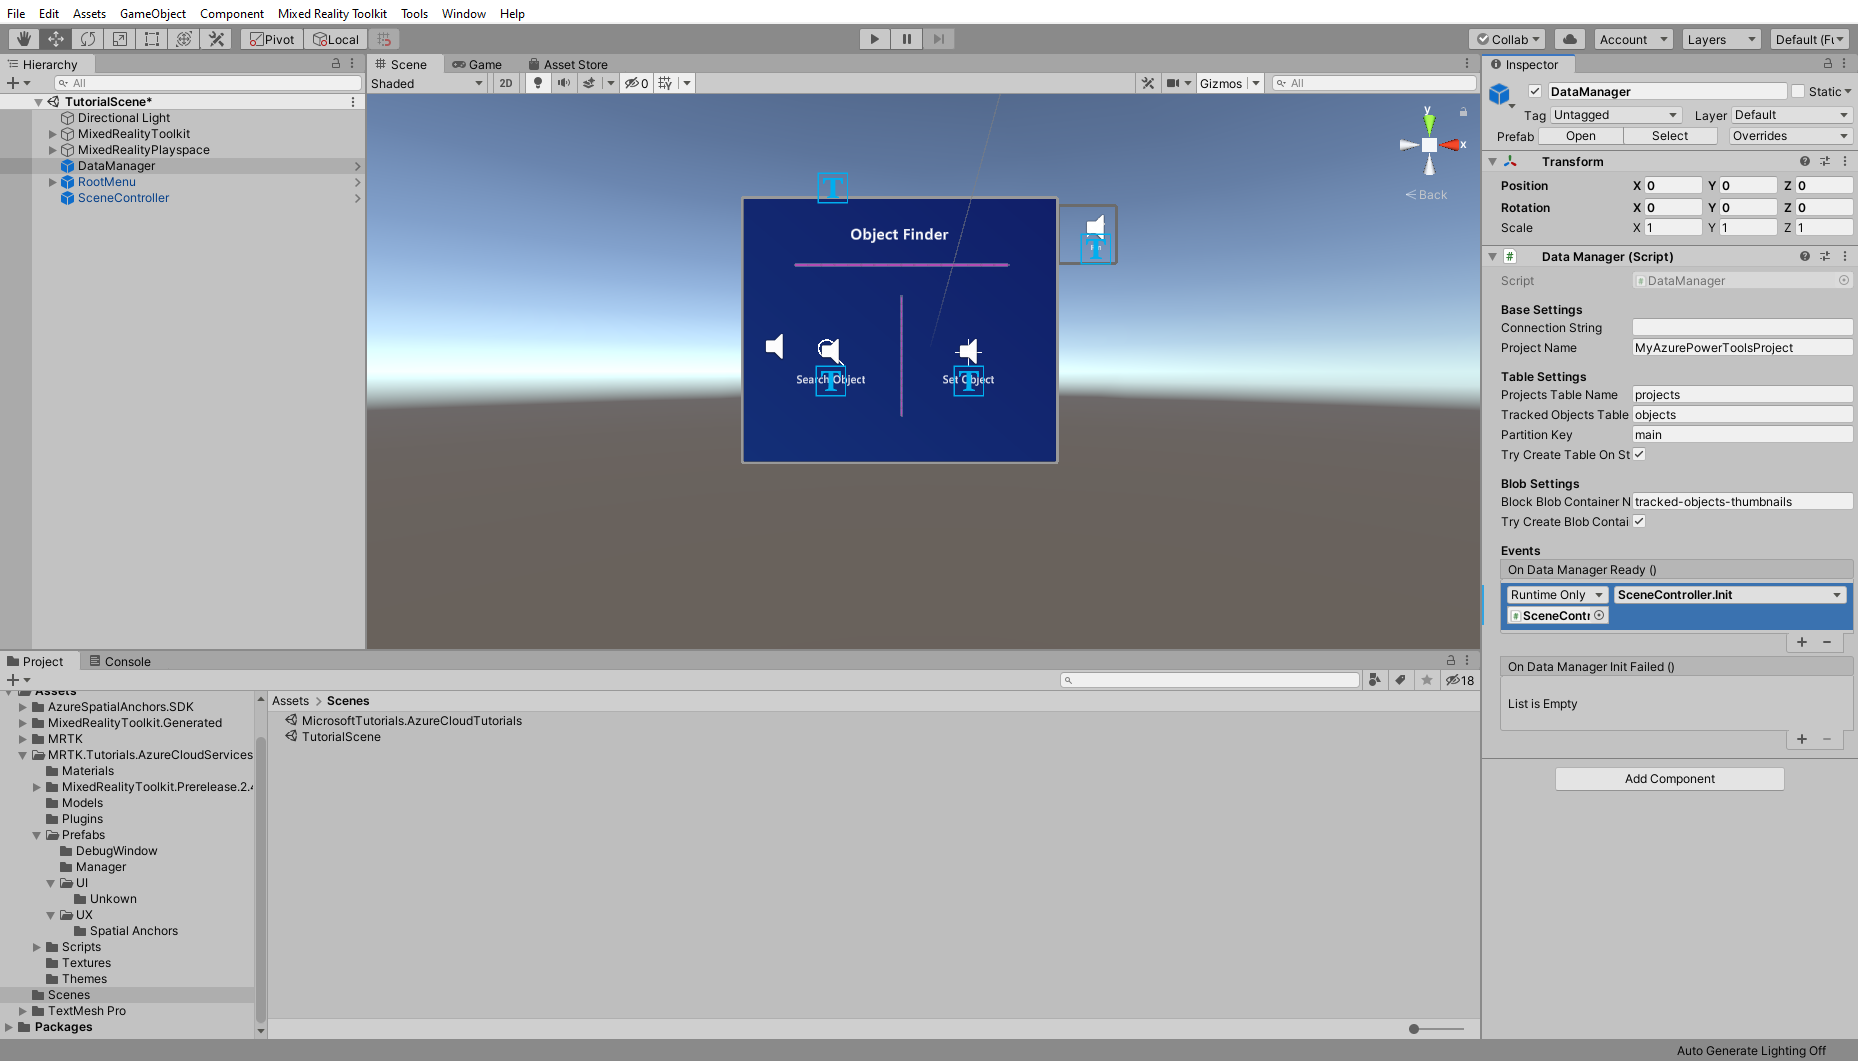 File Edit Assets GameObject Component Mixed Reality Toolkit Tools Window Help
Pivot Local Collab Account Layers Default (Fu
Hierarchy
All
TutorialScene*
Directional Light
MixedRealityToolkit
MixedRealityPlayspace
DataManager
RootMenu
SceneController
Scene Game Asset Store
Shaded 2D 0 Gizmos All
y
x
Back
Object Finder
Search Object
Set Object
T
T
T
T
Inspector
DataManager Static
Tag Untagged Layer Default
Prefab Open Select Overrides
Transform
Position X 0 Y 0 Z 0
Rotation X 0 Y 0 Z 0
Scale X 1 Y 1 Z 1
# Data Manager (Script)
Script DataManager
Base Settings
Connection String
Project Name MyAzurePowerToolsProject
Table Settings
Projects Table Name projects
Tracked Objects Table objects
Partition Key main
Try Create Table On St
Blob Settings
Block Blob Container N tracked-objects-thumbnails
Try Create Blob Contai
Events
On Data Manager Ready ()
Runtime Only SceneController.Init
SceneContr
+ −
On Data Manager Init Failed ()
List is Empty
+ −
Add Component
Project Console
18
Assets
AzureSpatialAnchors.SDK
MixedRealityToolkit.Generated
MRTK
MRTK.Tutorials.AzureCloudServices
Materials
MixedRealityToolkit.Prerelease.2.4
Models
Plugins
Prefabs
DebugWindow
Manager
UI
Unkown
UX
Spatial Anchors
Scripts
Textures
Themes
Scenes
TextMesh Pro
Packages
Assets > Scenes
MicrosoftTutorials.AzureCloudTutorials
TutorialScene
Auto Generate Lighting Off